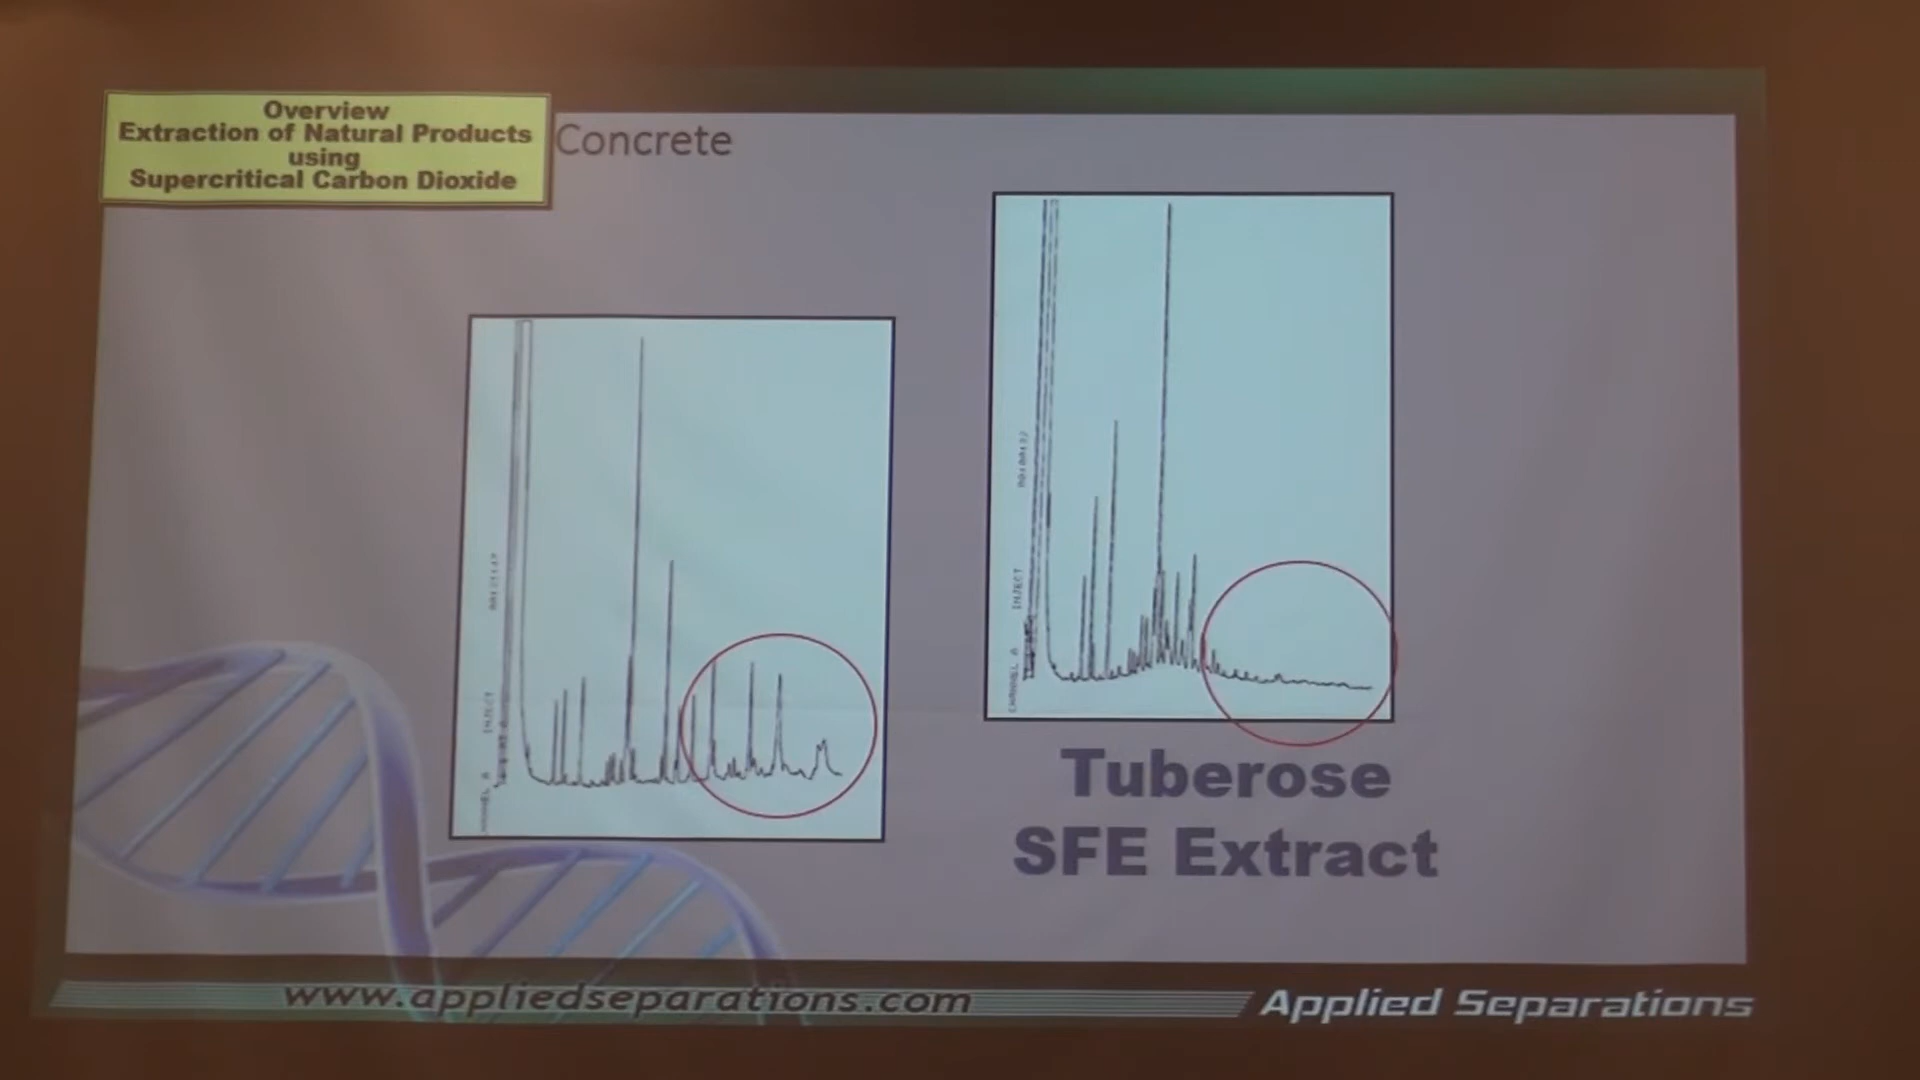 Overview
Extraction of Natural Products
using
Supercritical Carbon Dioxide
Concrete
INJECT
INJECT
CHANNEL A
Tuberose
SFE Extract
www.appliedseparations.com
Applied Separations